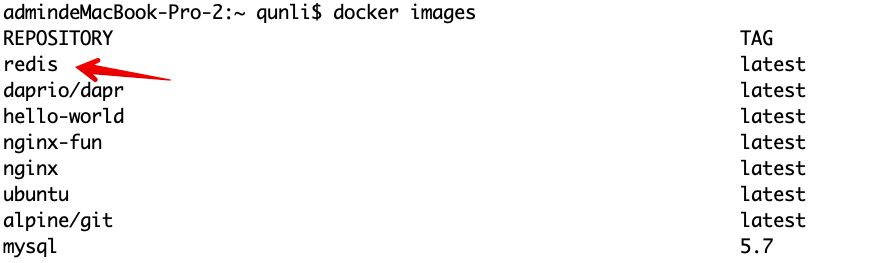 admindeMacBook-Pro-2:~ qunli$ docker images
REPOSITORY TAG
redis latest
daprio/dapr latest
hello-world latest
nginx-fun latest
nginx latest
ubuntu latest
alpine/git latest
mysql 5.7